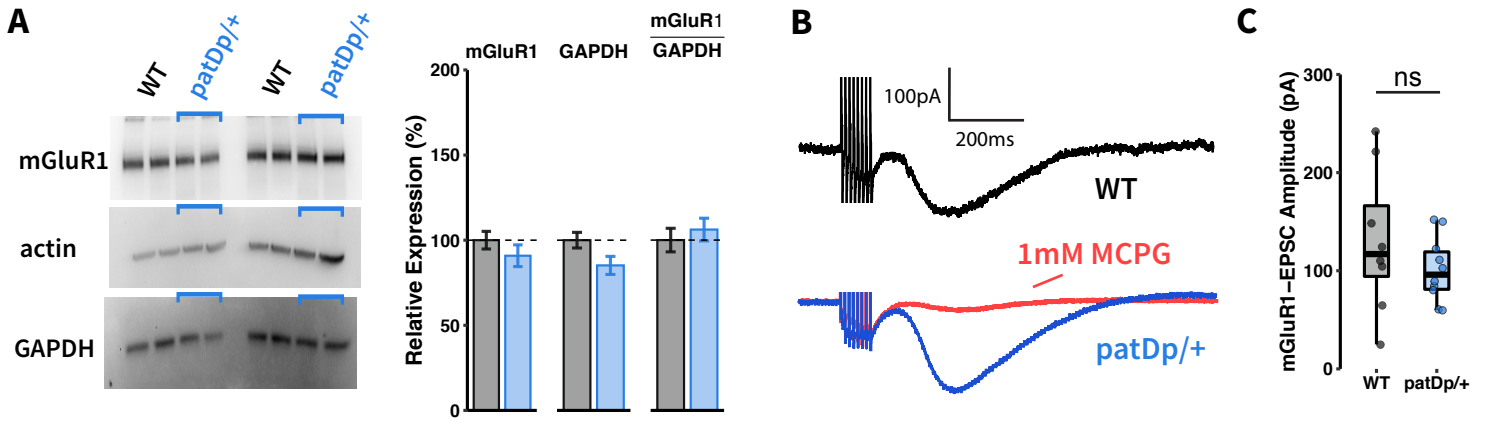 A
WT
patDp/+
WT
patDp/+
mGluR1
actin
GAPDH
mGluR1
GAPDH
mGluR1
GAPDH
Relative Expression (%)
200
150
100
50
0
B
100pA
200ms
WT
1mM MCPG
patDp/+
C
ns
mGluR1−EPSC Amplitude (pA)
300
200
100
0
WT
patDp/+